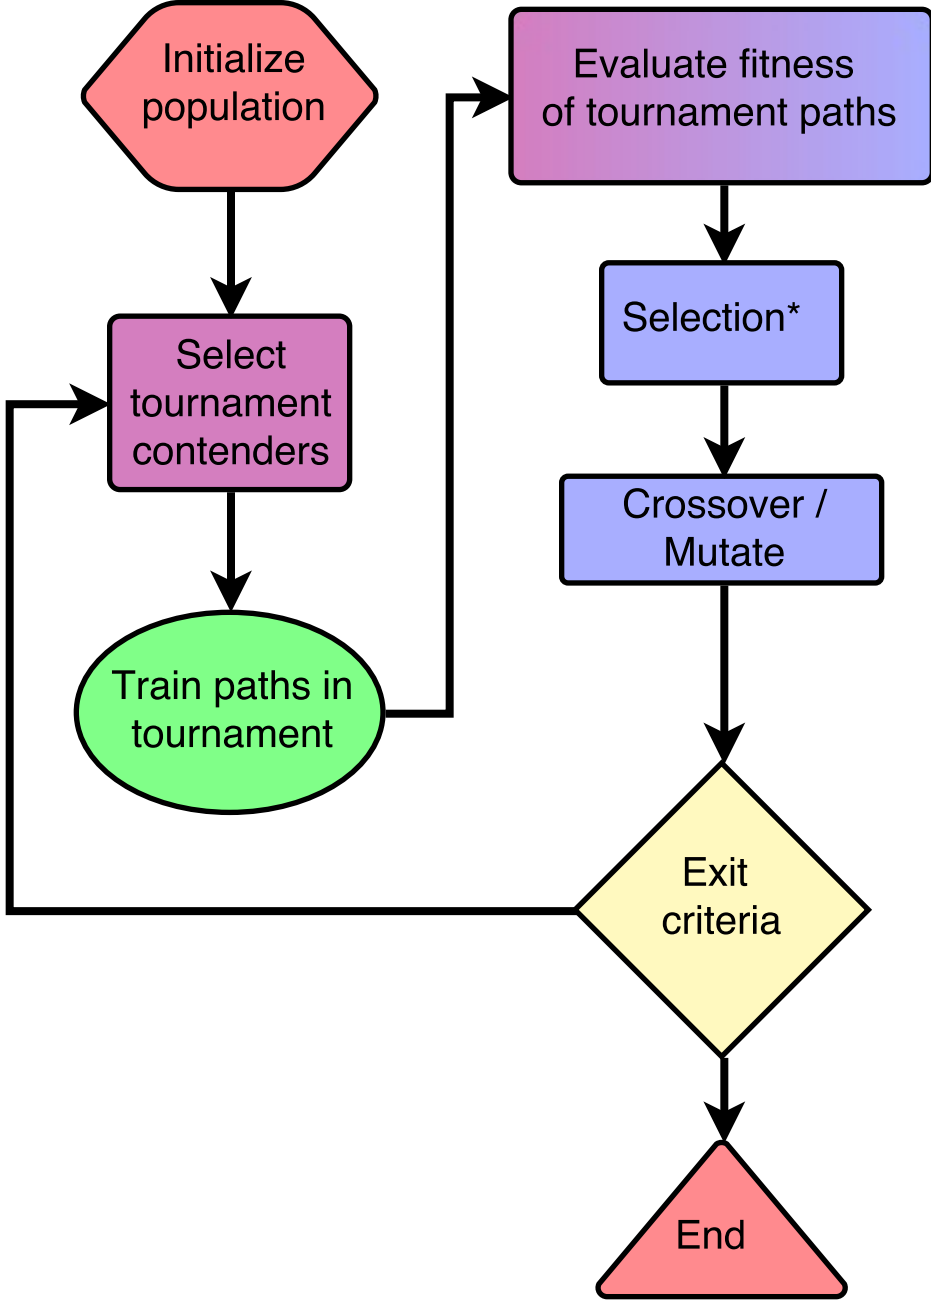 Initialize
population
Select
tournament
contenders
Train paths in
tournament
Evaluate fitness
of tournament paths
Selection*
Crossover /
Mutate
Exit
criteria
End